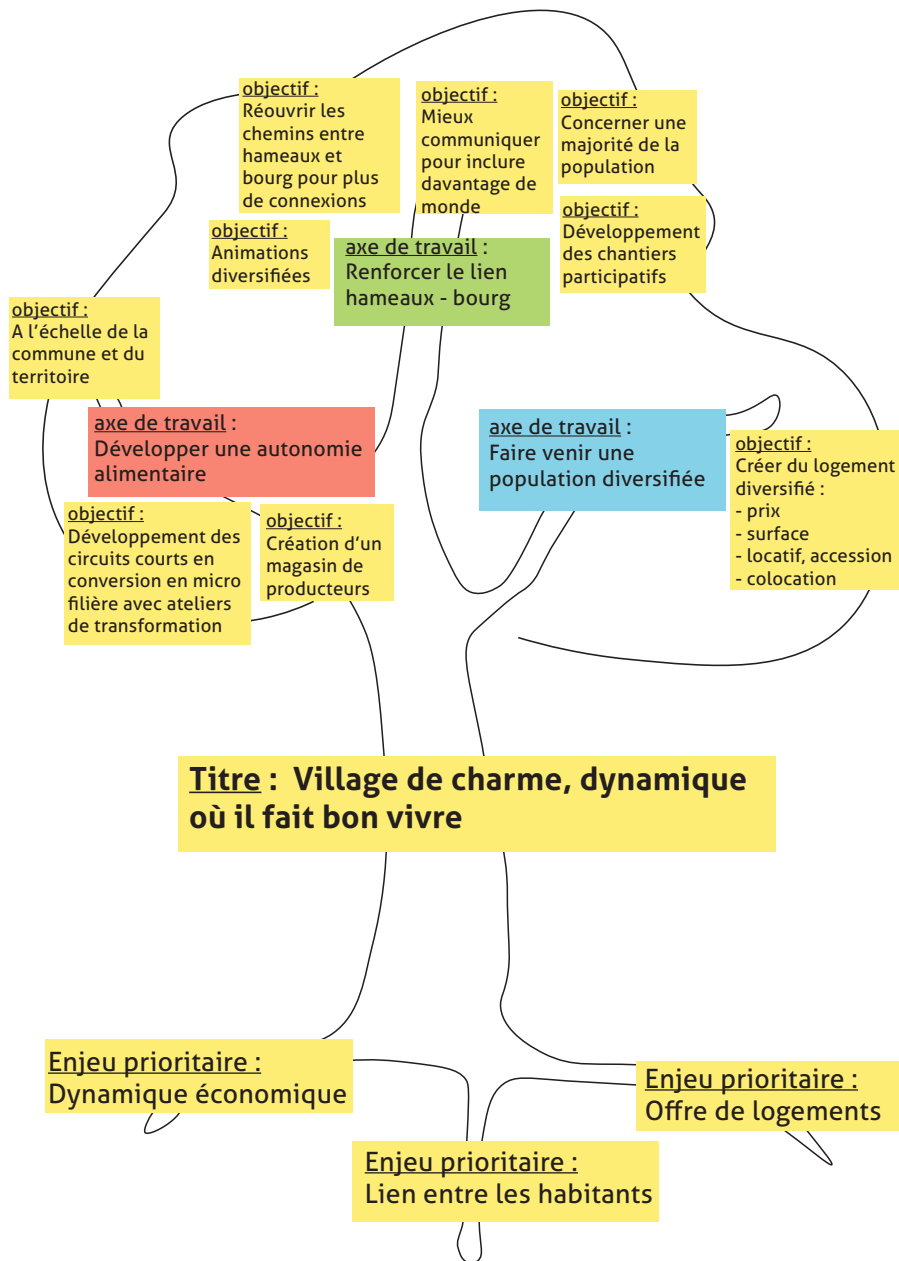 objectif :
Réouvrir les
chemins entre
hameaux et
bourg pour plus
de connexions
objectif :
Mieux
communiquer
pour inclure
davantage de
monde
objectif :
Concerner une
majorité de la
population
objectif :
Animations
diversifiées
axe de travail :
Renforcer le lien
hameaux - bourg
objectif :
Développement
des chantiers
participatifs
objectif :
A l’échelle de la
commune et du
territoire
axe de travail :
Développer une autonomie
alimentaire
axe de travail :
Faire venir une
population diversifiée
objectif :
Créer du logement
diversifié :
- prix
- surface
- locatif, accession
- colocation
objectif :
Développement des
circuits courts en
conversion en micro
filière avec ateliers
de transformation
objectif :
Création d’un
magasin de
producteurs
Titre : Village de charme, dynamique
où il fait bon vivre
Enjeu prioritaire :
Dynamique économique
Enjeu prioritaire :
Offre de logements
Enjeu prioritaire :
Lien entre les habitants